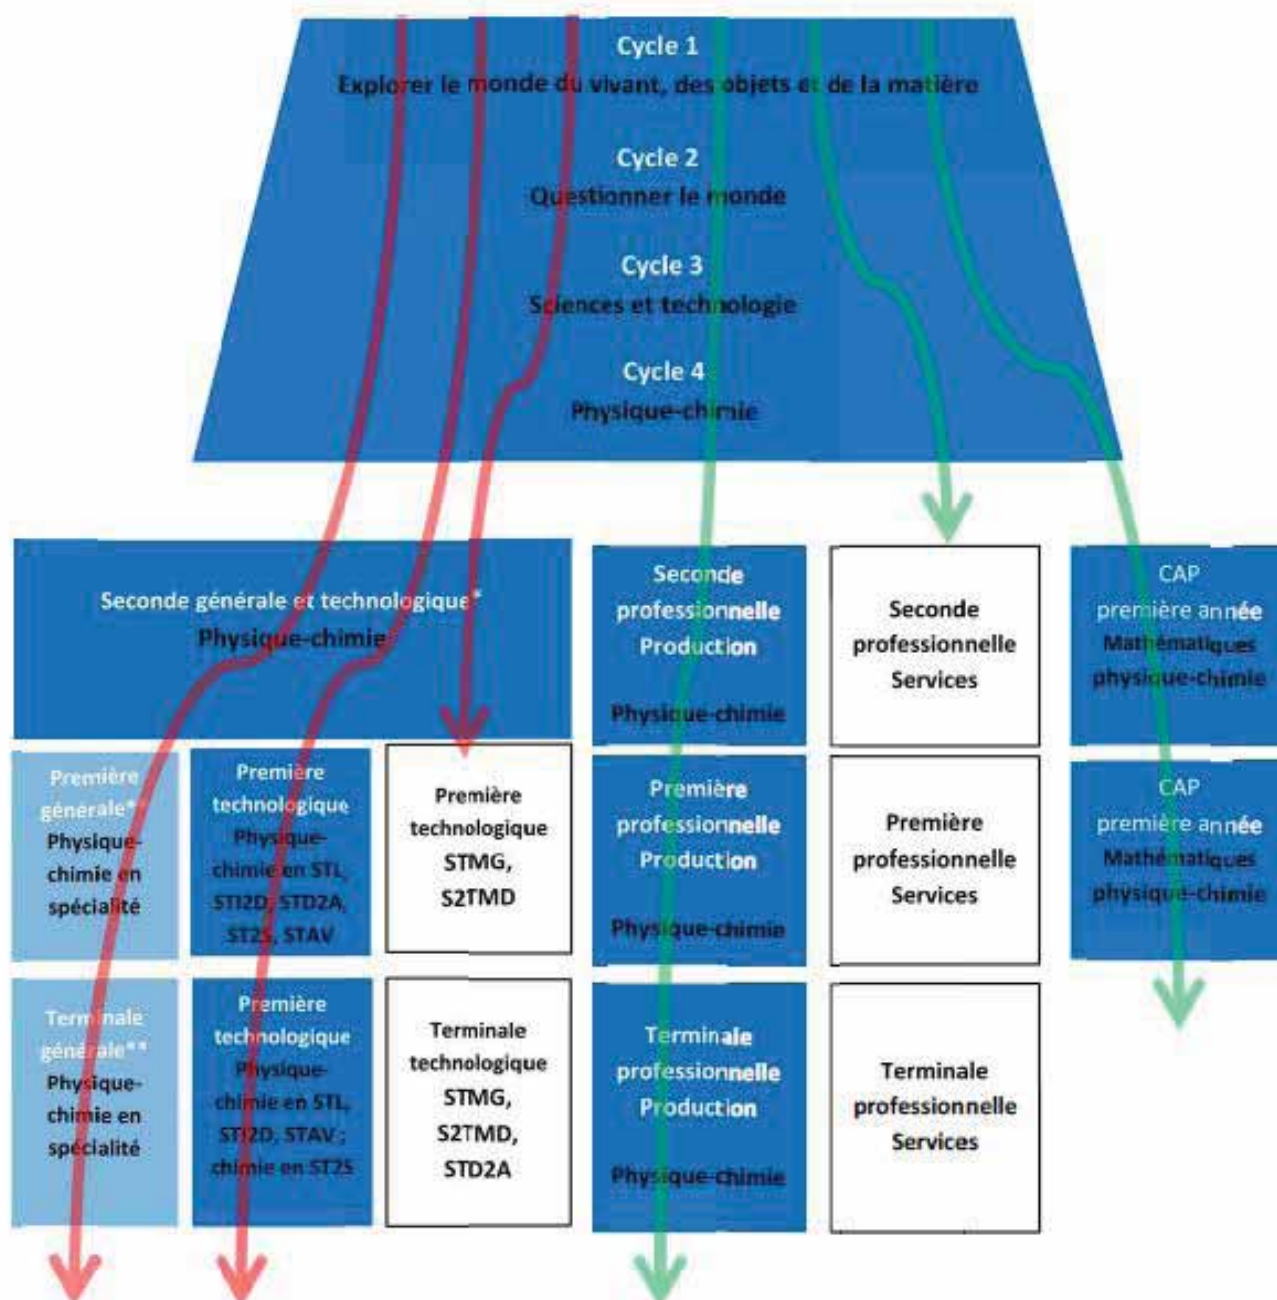 Cycle 1
Explorer le monde du vivant, des objets et de la matière
Cycle 2
Questionner le monde
Cycle 3
Sciences et technologie
Cycle 4
Physique-chimie
Seconde générale et technologique*
Physique-chimie
Seconde
professionnelle
Production
Physique-chimie
Seconde
professionnelle
Services
CAP
première année
Mathématiques
physique-chimie
Première
générale**
Physique-
chimie en
spécialité
Première
technologique
Physique-
chimie en STL,
STI2D, STD2A,
ST2S, STAV
Première
technologique
STMG,
S2TMD
Première
professionnelle
Production
Physique-chimie
Première
professionnelle
Services
CAP
première année
Mathématiques
physique-chimie
Terminale
générale**
Physique-
chimie en
spécialité
Première
technologique
Physique-
chimie en STL,
STI2D, STAV ;
chimie en ST2S
Terminale
technologique
STMG,
S2TMD,
STD2A
Terminale
professionnelle
Production
Physique-chimie
Terminale
professionnelle
Services